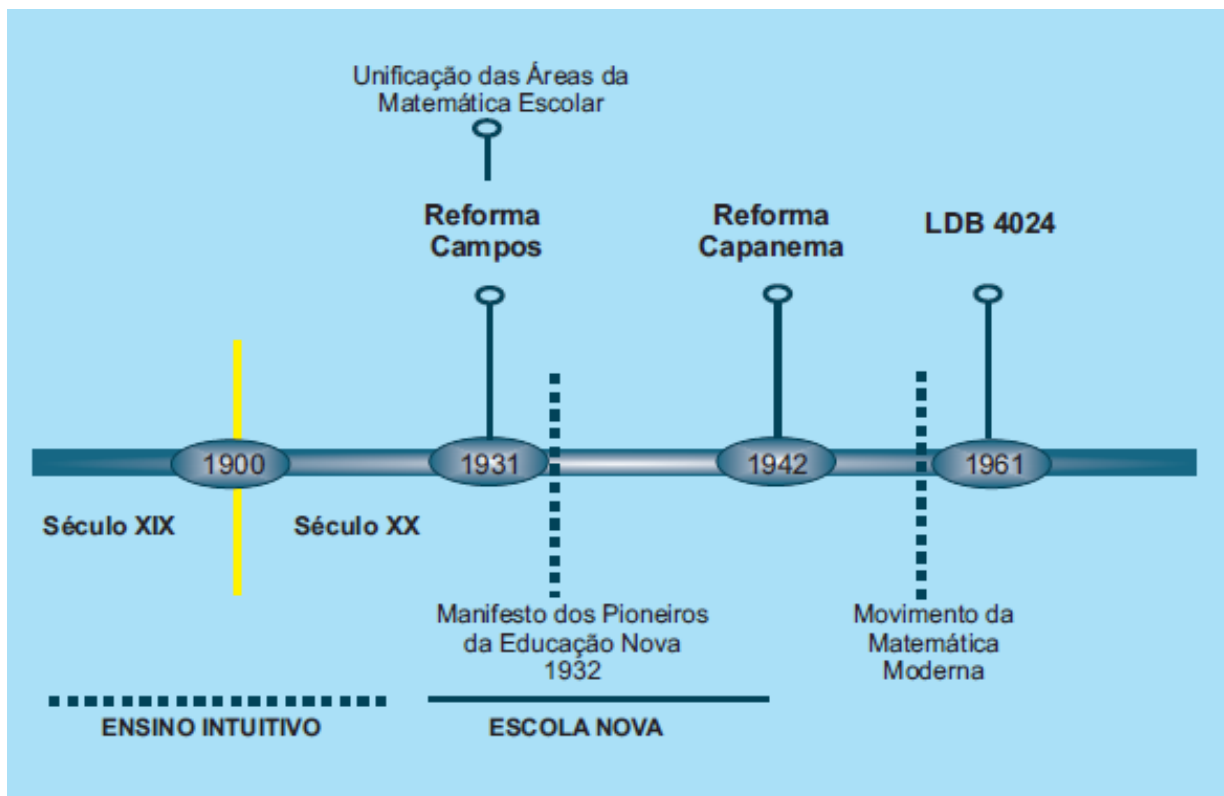 Unificação das Áreas da
Matemática Escolar
Reforma
Campos
Reforma
Capanema
LDB 4024
1900
1931
1942
1961
Século XIX
Século XX
Manifesto dos Pioneiros
da Educação Nova
1932
Movimento da
Matemática
Moderna
ENSINO INTUITIVO
ESCOLA NOVA